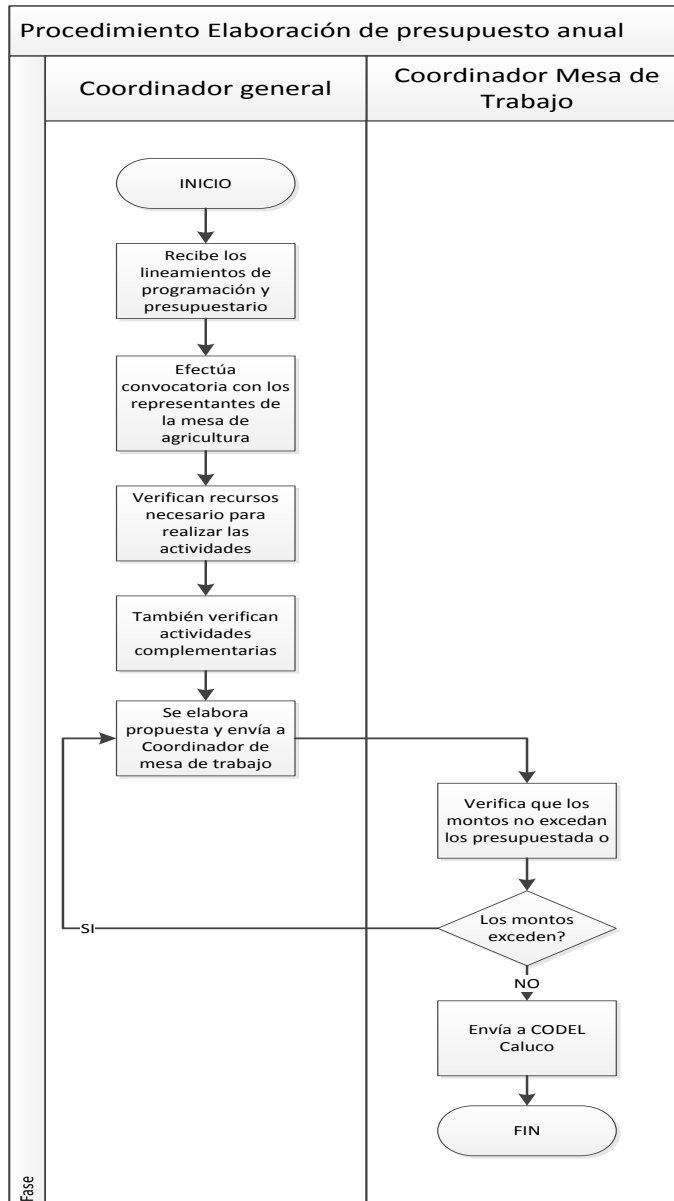 Procedimiento Elaboración de presupuesto anual
Coordinador general
Coordinador Mesa de
Trabajo
INICIO
Recibe los
lineamientos de
programación y
presupuestario
Efectúa
convocatoria con los
representantes de
la mesa de
agricultura
Verifican recursos
necesario para
realizar las
actividades
También verifican
actividades
complementarias
Se elabora
propuesta y envía a
Coordinador de
mesa de trabajo
Verifica que los
montos no excedan
los presupuestada o
Los montos
exceden?
SI
NO
Envía a CODEL
Caluco
FIN
Fase